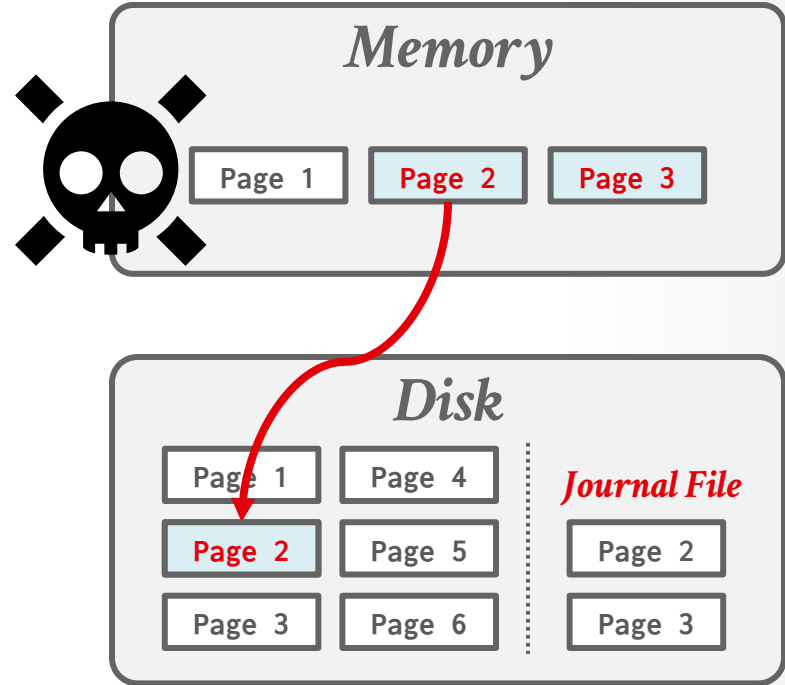 Memory
Page 1 Page 2 Page 3
Disk
Page 1 Page 4
Journal File
Page 2 Page 5 Page 2
Page 3 Page 6 Page 3